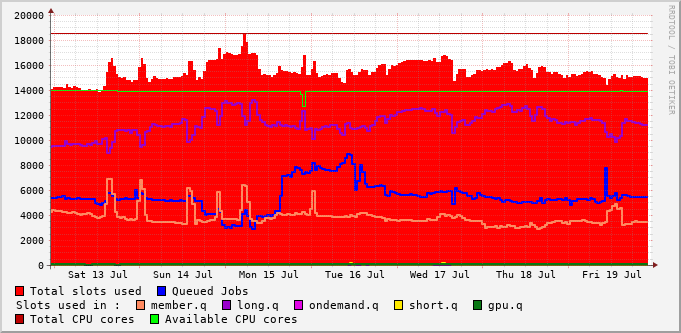 RRDTOOL / TOBI OETIKER
20000
18000
16000
14000
12000
10000
8000
6000
4000
2000
0
Sat 13 Jul Sun 14 Jul Mon 15 Jul Tue 16 Jul Wed 17 Jul Thu 18 Jul Fri 19 Jul
Total slots used Queued Jobs
Slots used in : member.q long.q ondemand.q short.q gpu.q
Total CPU cores Available CPU cores